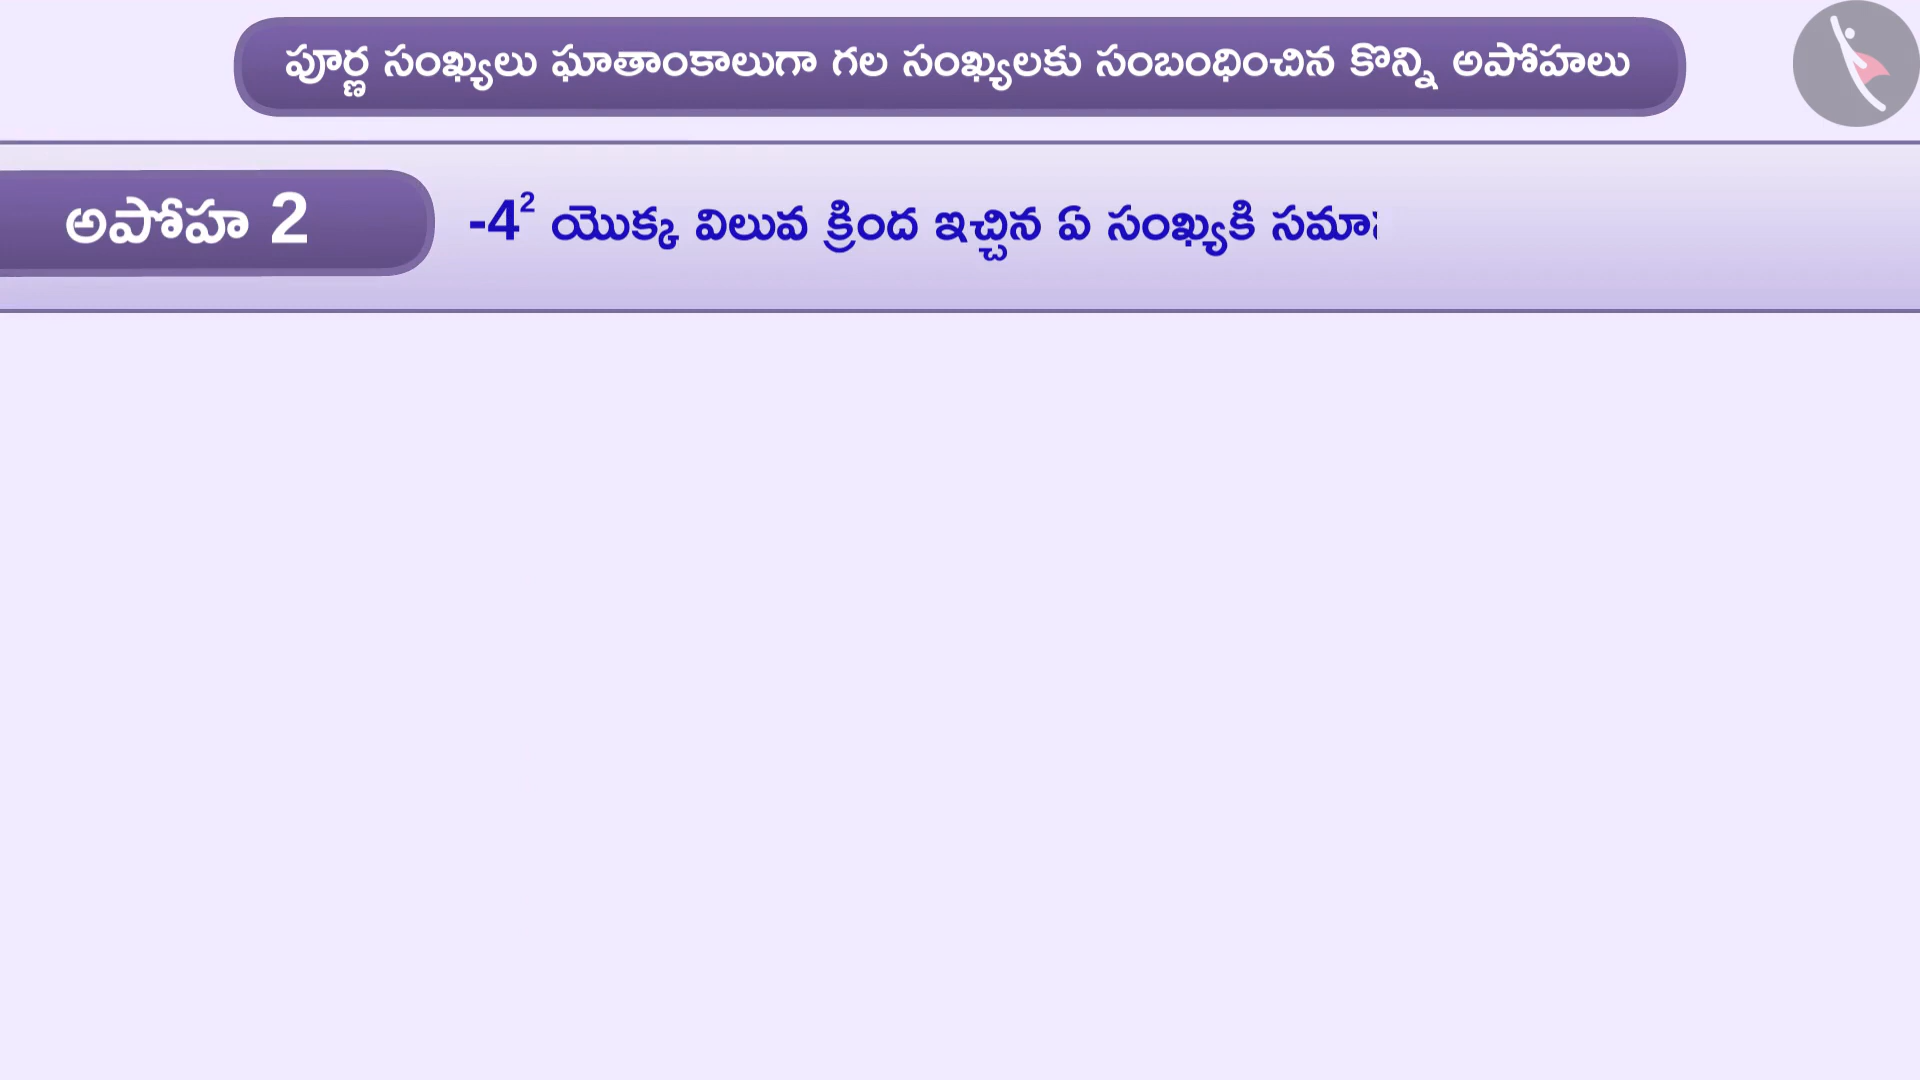 పూర్ణ సంఖ్యలు ఘాతాంకాలుగా గల సంఖ్యలకు సంబంధించిన కొన్ని అపోహలు
అపోహ 2
-4² యొక్క విలువ క్రింద ఇచ్చిన ఏ సంఖ్యకి